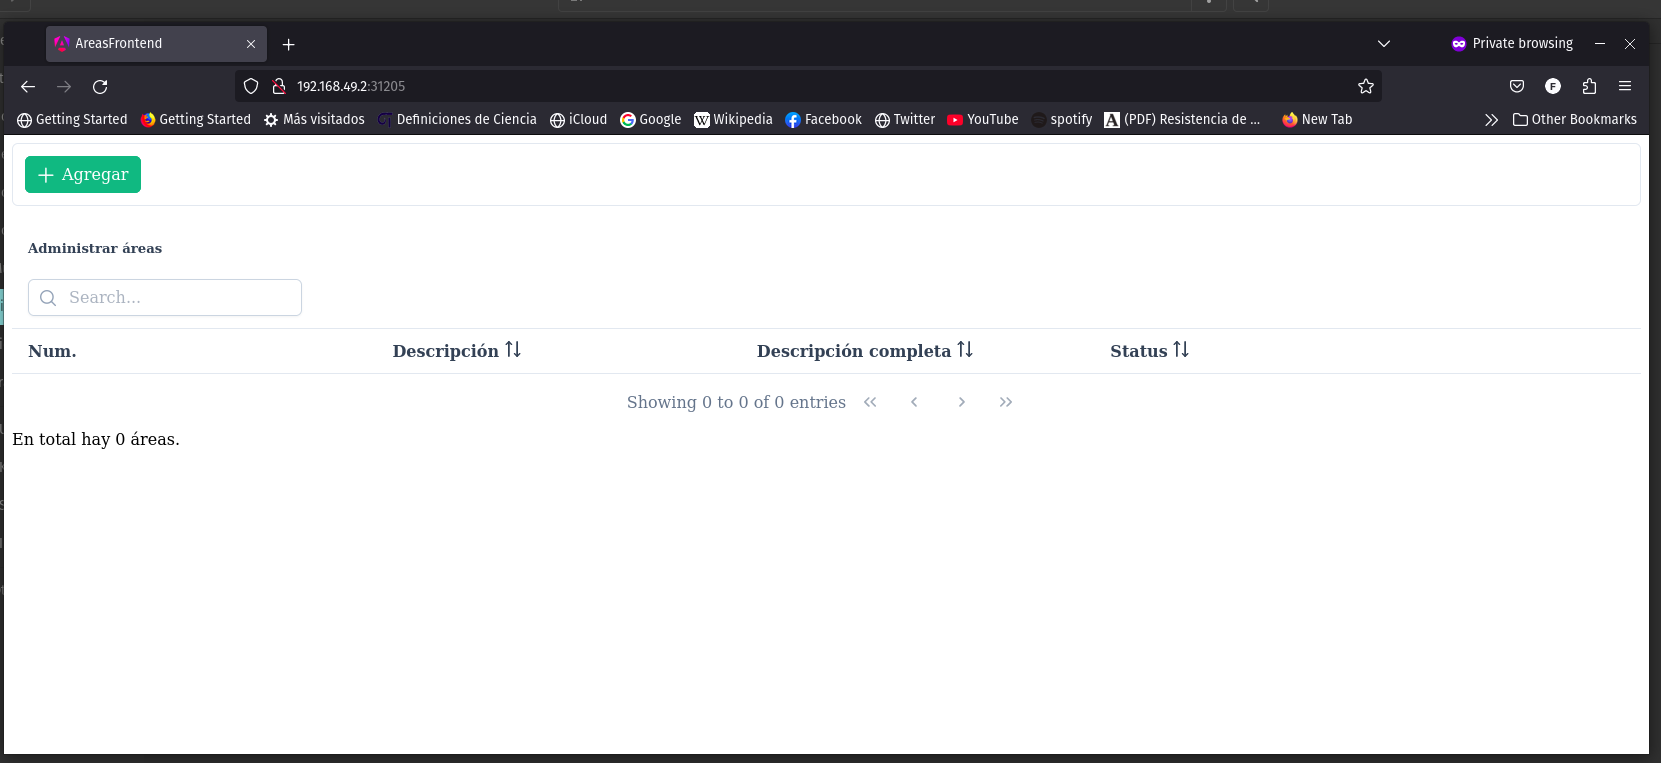 AreasFrontend
Private browsing
192.168.49.2:31205
F
Getting Started Getting Started Más visitados Definiciones de Ciencia iCloud Google Wikipedia Facebook Twitter YouTube spotify (PDF) Resistencia de ... New Tab Other Bookmarks
Agregar
Administrar áreas
Search...
Num. Descripción Descripción completa Status
Showing 0 to 0 of 0 entries
En total hay 0 áreas.